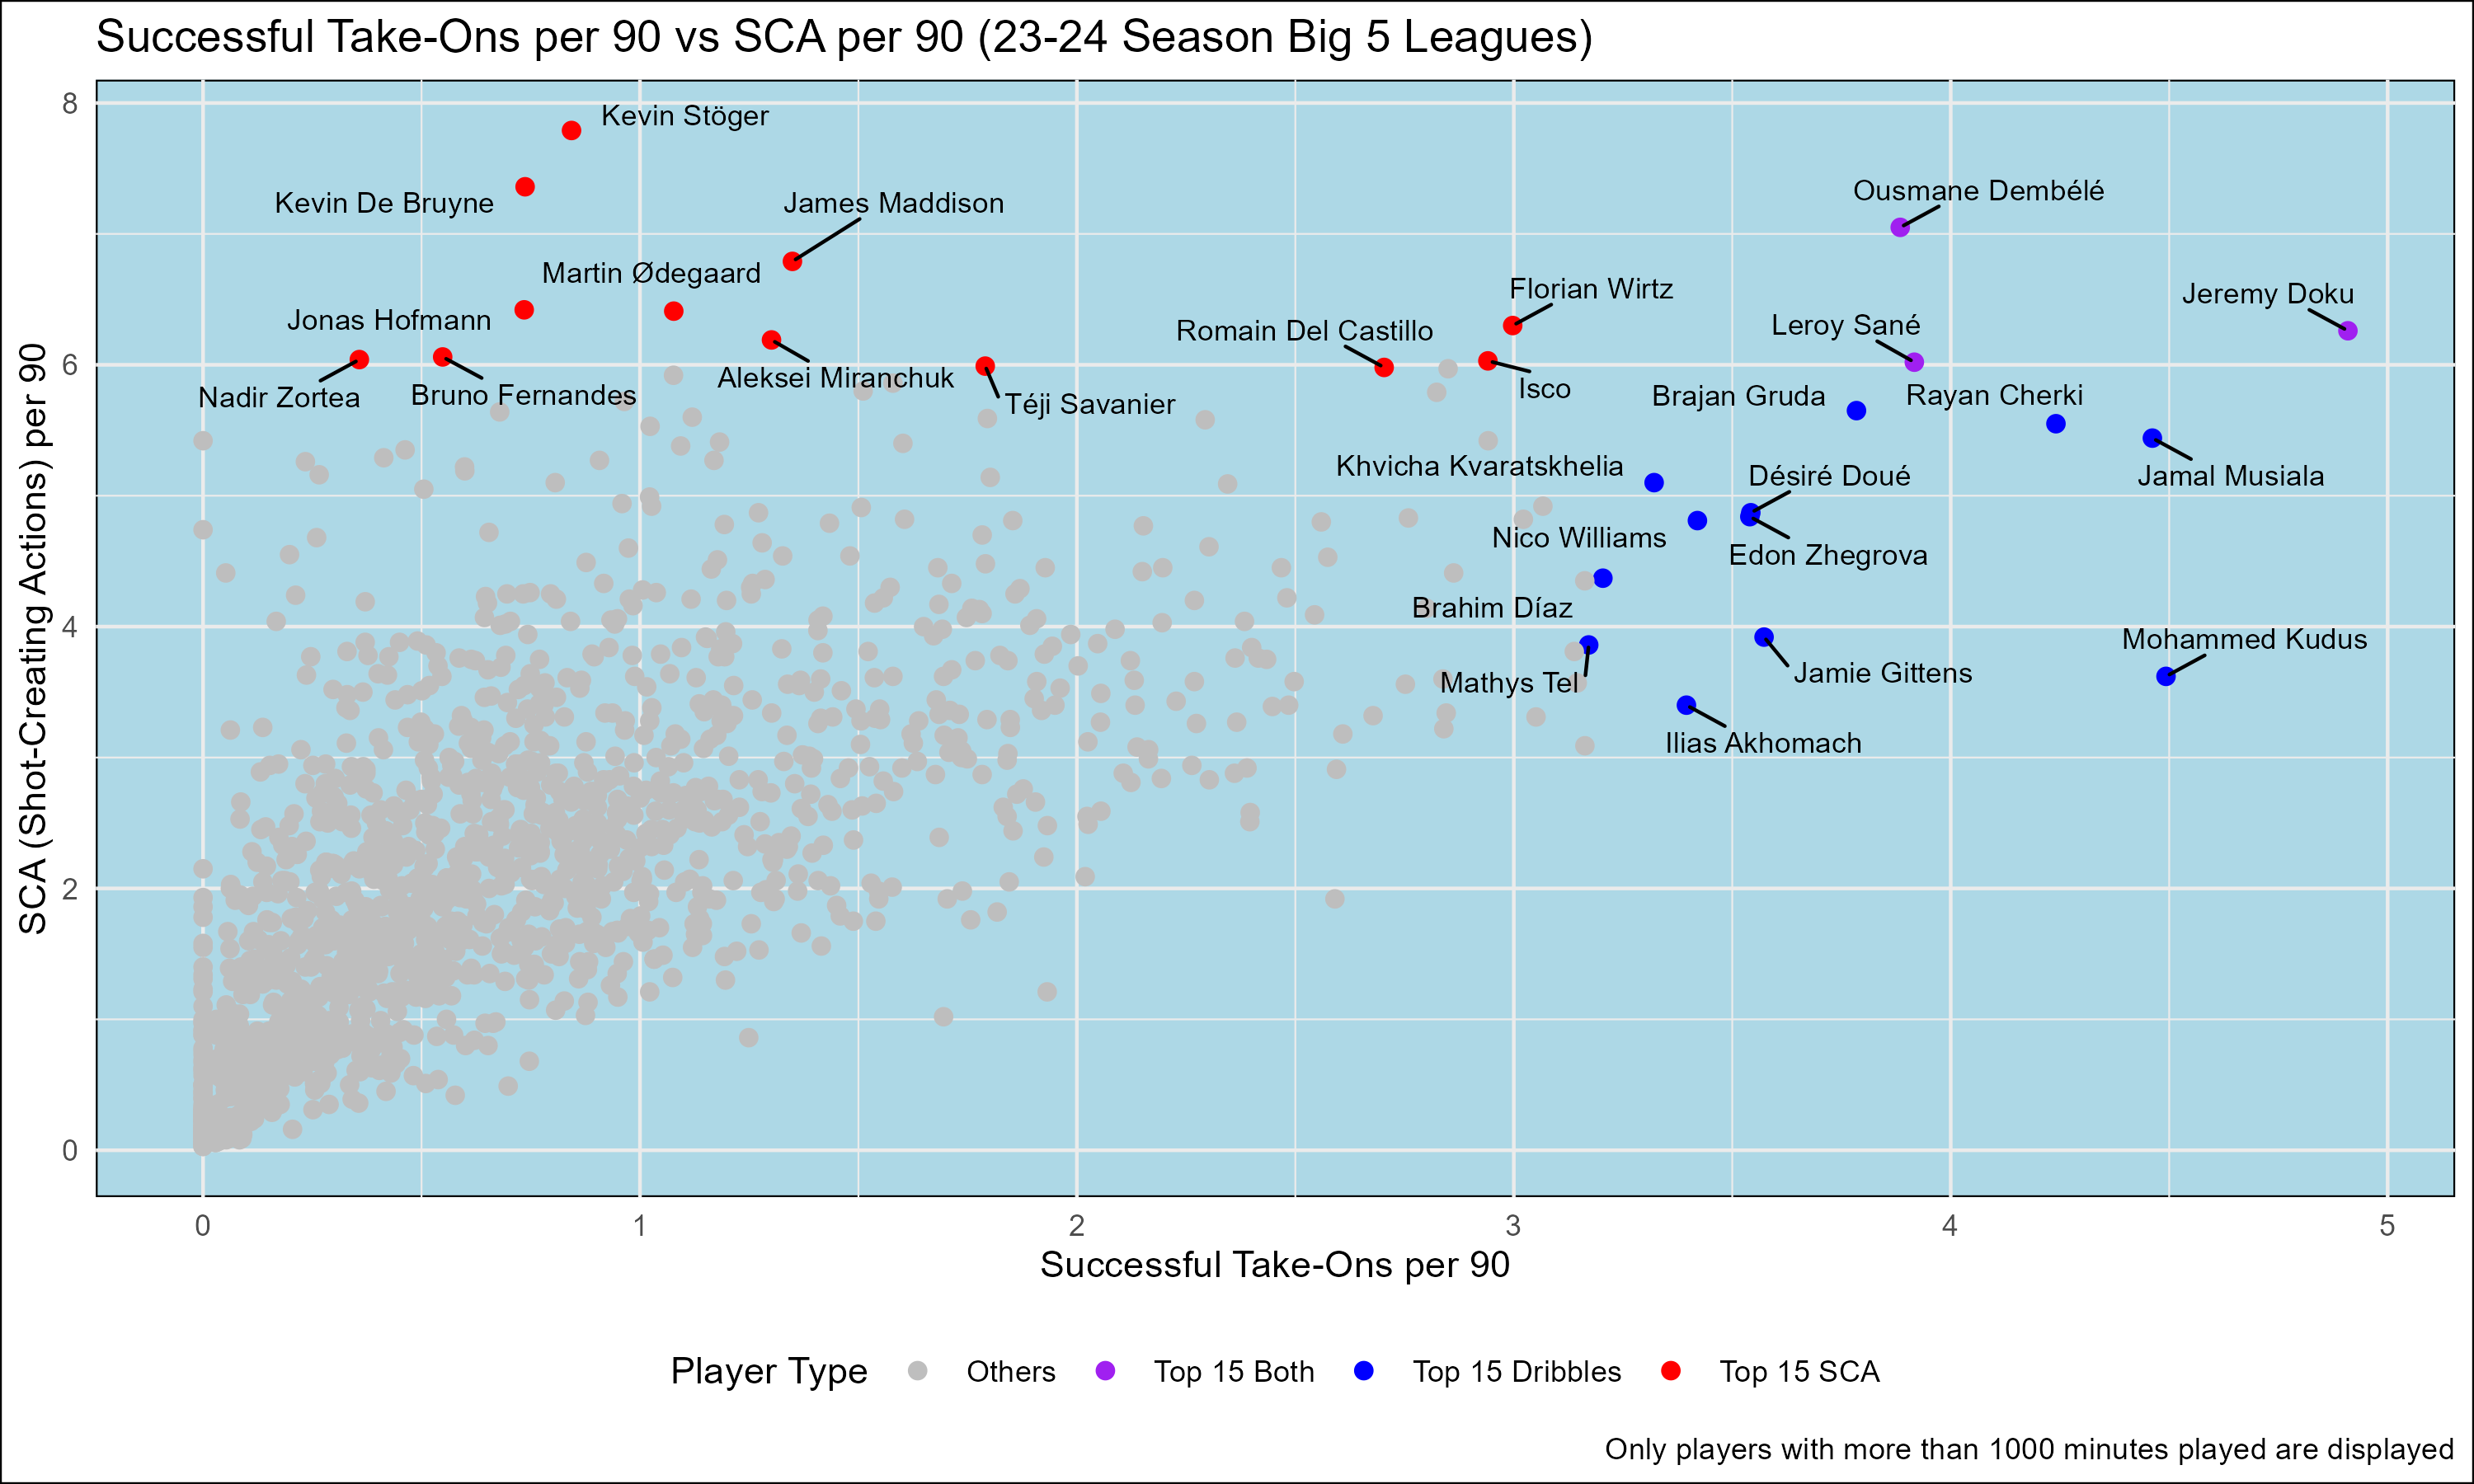 Successful Take-Ons per 90 vs SCA per 90 (23-24 Season Big 5 Leagues)
SCA (Shot-Creating Actions) per 90
8
6
4
2
0
Kevin Stöger
Kevin De Bruyne
James Maddison
Ousmane Dembélé
Martin Ødegaard
Florian Wirtz
Jeremy Doku
Jonas Hofmann
Romain Del Castillo
Leroy Sané
Nadir Zortea
Bruno Fernandes
Aleksei Miranchuk
Téji Savanier
Isco
Brajan Gruda
Rayan Cherki
Khvicha Kvaratskhelia
Désiré Doué
Jamal Musiala
Nico Williams
Edon Zhegrova
Brahim Díaz
Mohammed Kudus
Mathys Tel
Jamie Gittens
Ilias Akhomach
0
1
2
3
4
5
Successful Take-Ons per 90
Player Type
Others
Top 15 Both
Top 15 Dribbles
Top 15 SCA
Only players with more than 1000 minutes played are displayed